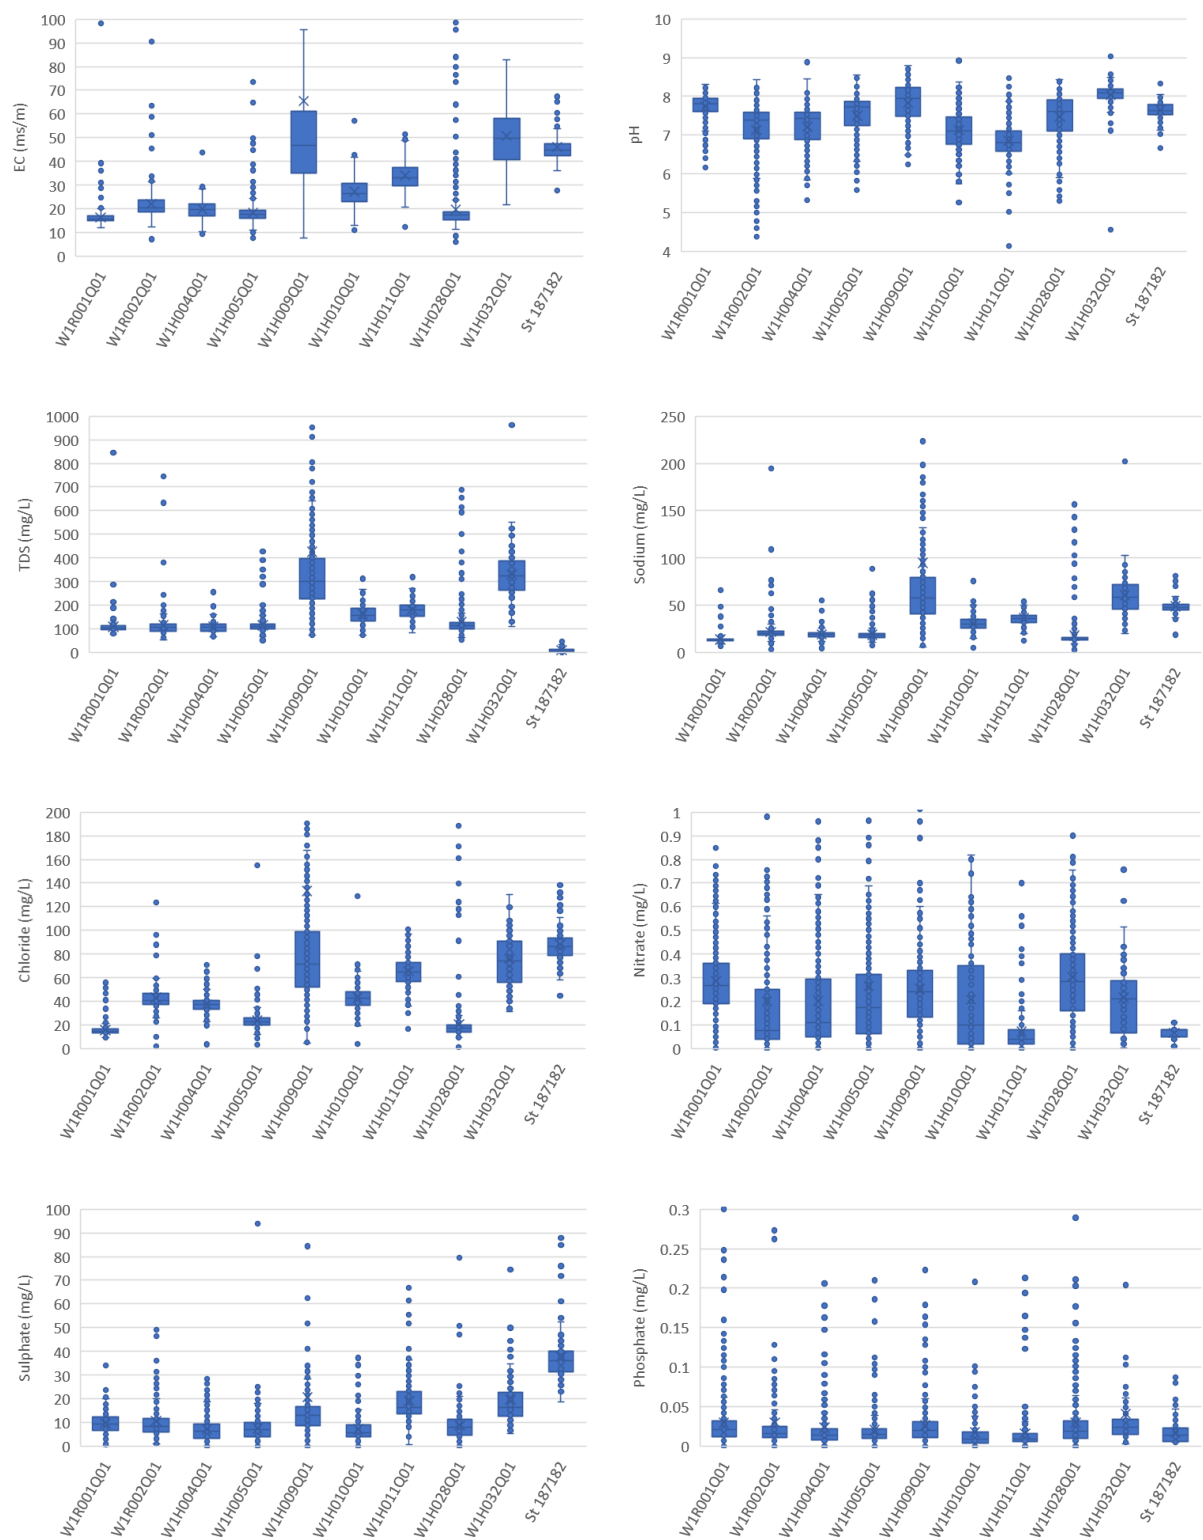 EC (ms/m)
100
90
80
70
60
50
40
30
20
10
0
W1R001Q01
W1R002Q01
W1H004Q01
W1H005Q01
W1H009Q01
W1H010Q01
W1H011Q01
W1H028Q01
W1H032Q01
St 187182
pH
10
9
8
7
6
5
4
W1R001Q01
W1R002Q01
W1H004Q01
W1H005Q01
W1H009Q01
W1H010Q01
W1H011Q01
W1H028Q01
W1H032Q01
St 187182
TDS (mg/L)
1000
900
800
700
600
500
400
300
200
100
0
W1R001Q01
W1R002Q01
W1H004Q01
W1H005Q01
W1H009Q01
W1H010Q01
W1H011Q01
W1H028Q01
W1H032Q01
St 187182
Sodium (mg/L)
250
200
150
100
50
0
W1R001Q01
W1R002Q01
W1H004Q01
W1H005Q01
W1H009Q01
W1H010Q01
W1H011Q01
W1H028Q01
W1H032Q01
St 187182
Chloride (mg/L)
200
180
160
140
120
100
80
60
40
20
0
W1R001Q01
W1R002Q01
W1H004Q01
W1H005Q01
W1H009Q01
W1H010Q01
W1H011Q01
W1H028Q01
W1H032Q01
St 187182
Nitrate (mg/L)
1
0.9
0.8
0.7
0.6
0.5
0.4
0.3
0.2
0.1
0
W1R001Q01
W1R002Q01
W1H004Q01
W1H005Q01
W1H009Q01
W1H010Q01
W1H011Q01
W1H028Q01
W1H032Q01
St 187182
Sulphate (mg/L)
100
90
80
70
60
50
40
30
20
10
0
W1R001Q01
W1R002Q01
W1H004Q01
W1H005Q01
W1H009Q01
W1H010Q01
W1H011Q01
W1H028Q01
W1H032Q01
St 187182
Phosphate (mg/L)
0.3
0.25
0.2
0.15
0.1
0.05
0
W1R001Q01
W1R002Q01
W1H004Q01
W1H005Q01
W1H009Q01
W1H010Q01
W1H011Q01
W1H028Q01
W1H032Q01
St 187182